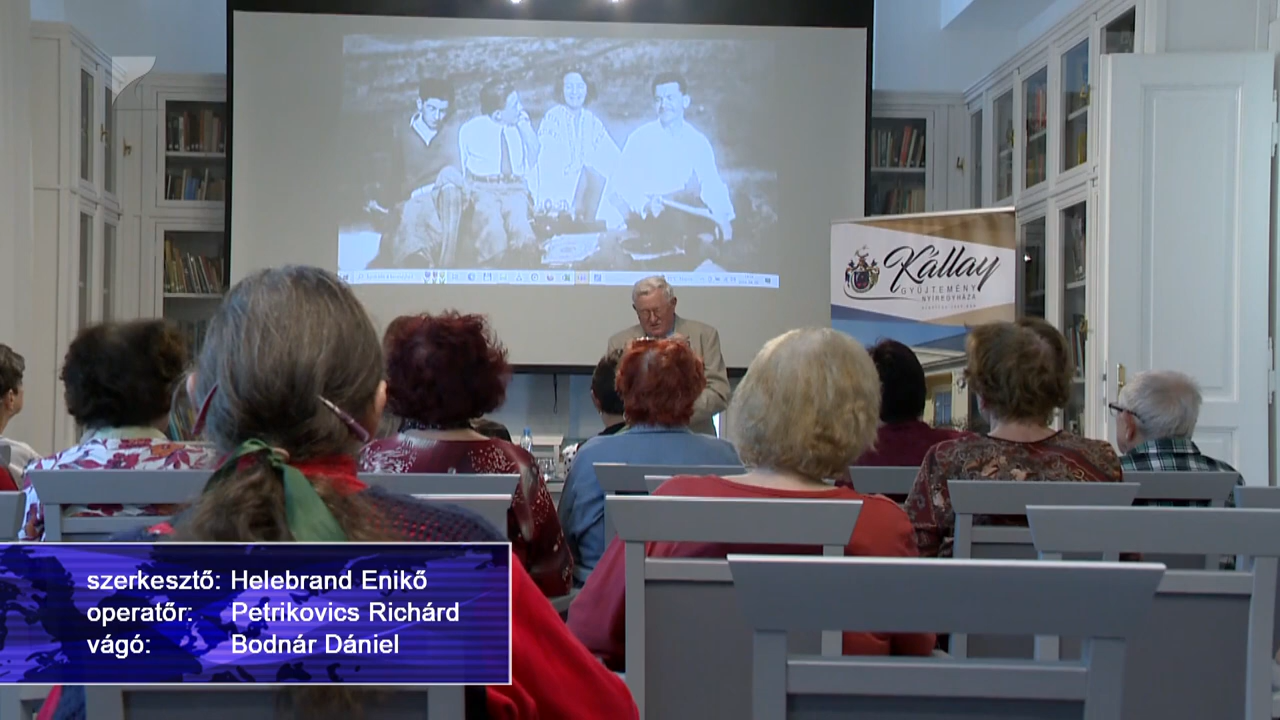 Kállay
GYŰJTEMÉNY
NYÍREGYHÁZA
szerkesztő: Helebrand Enikő
operatőr: Petrikovics Richárd
vágó: Bodnár Dániel